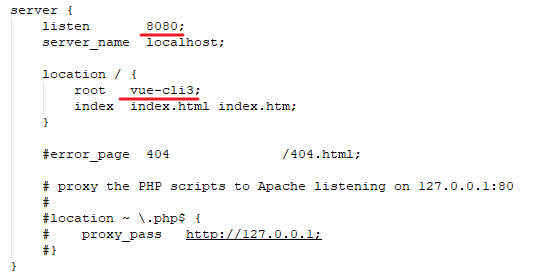 server {
    listen       8080;
    server_name  localhost;

    location / {
        root   vue-cli3;
        index  index.html index.htm;
    }

    #error_page  404              /404.html;

    # proxy the PHP scripts to Apache listening on 127.0.0.1:80
    #
    #location ~ \.php$ {
    #    proxy_pass   http://127.0.0.1;
    #}
}